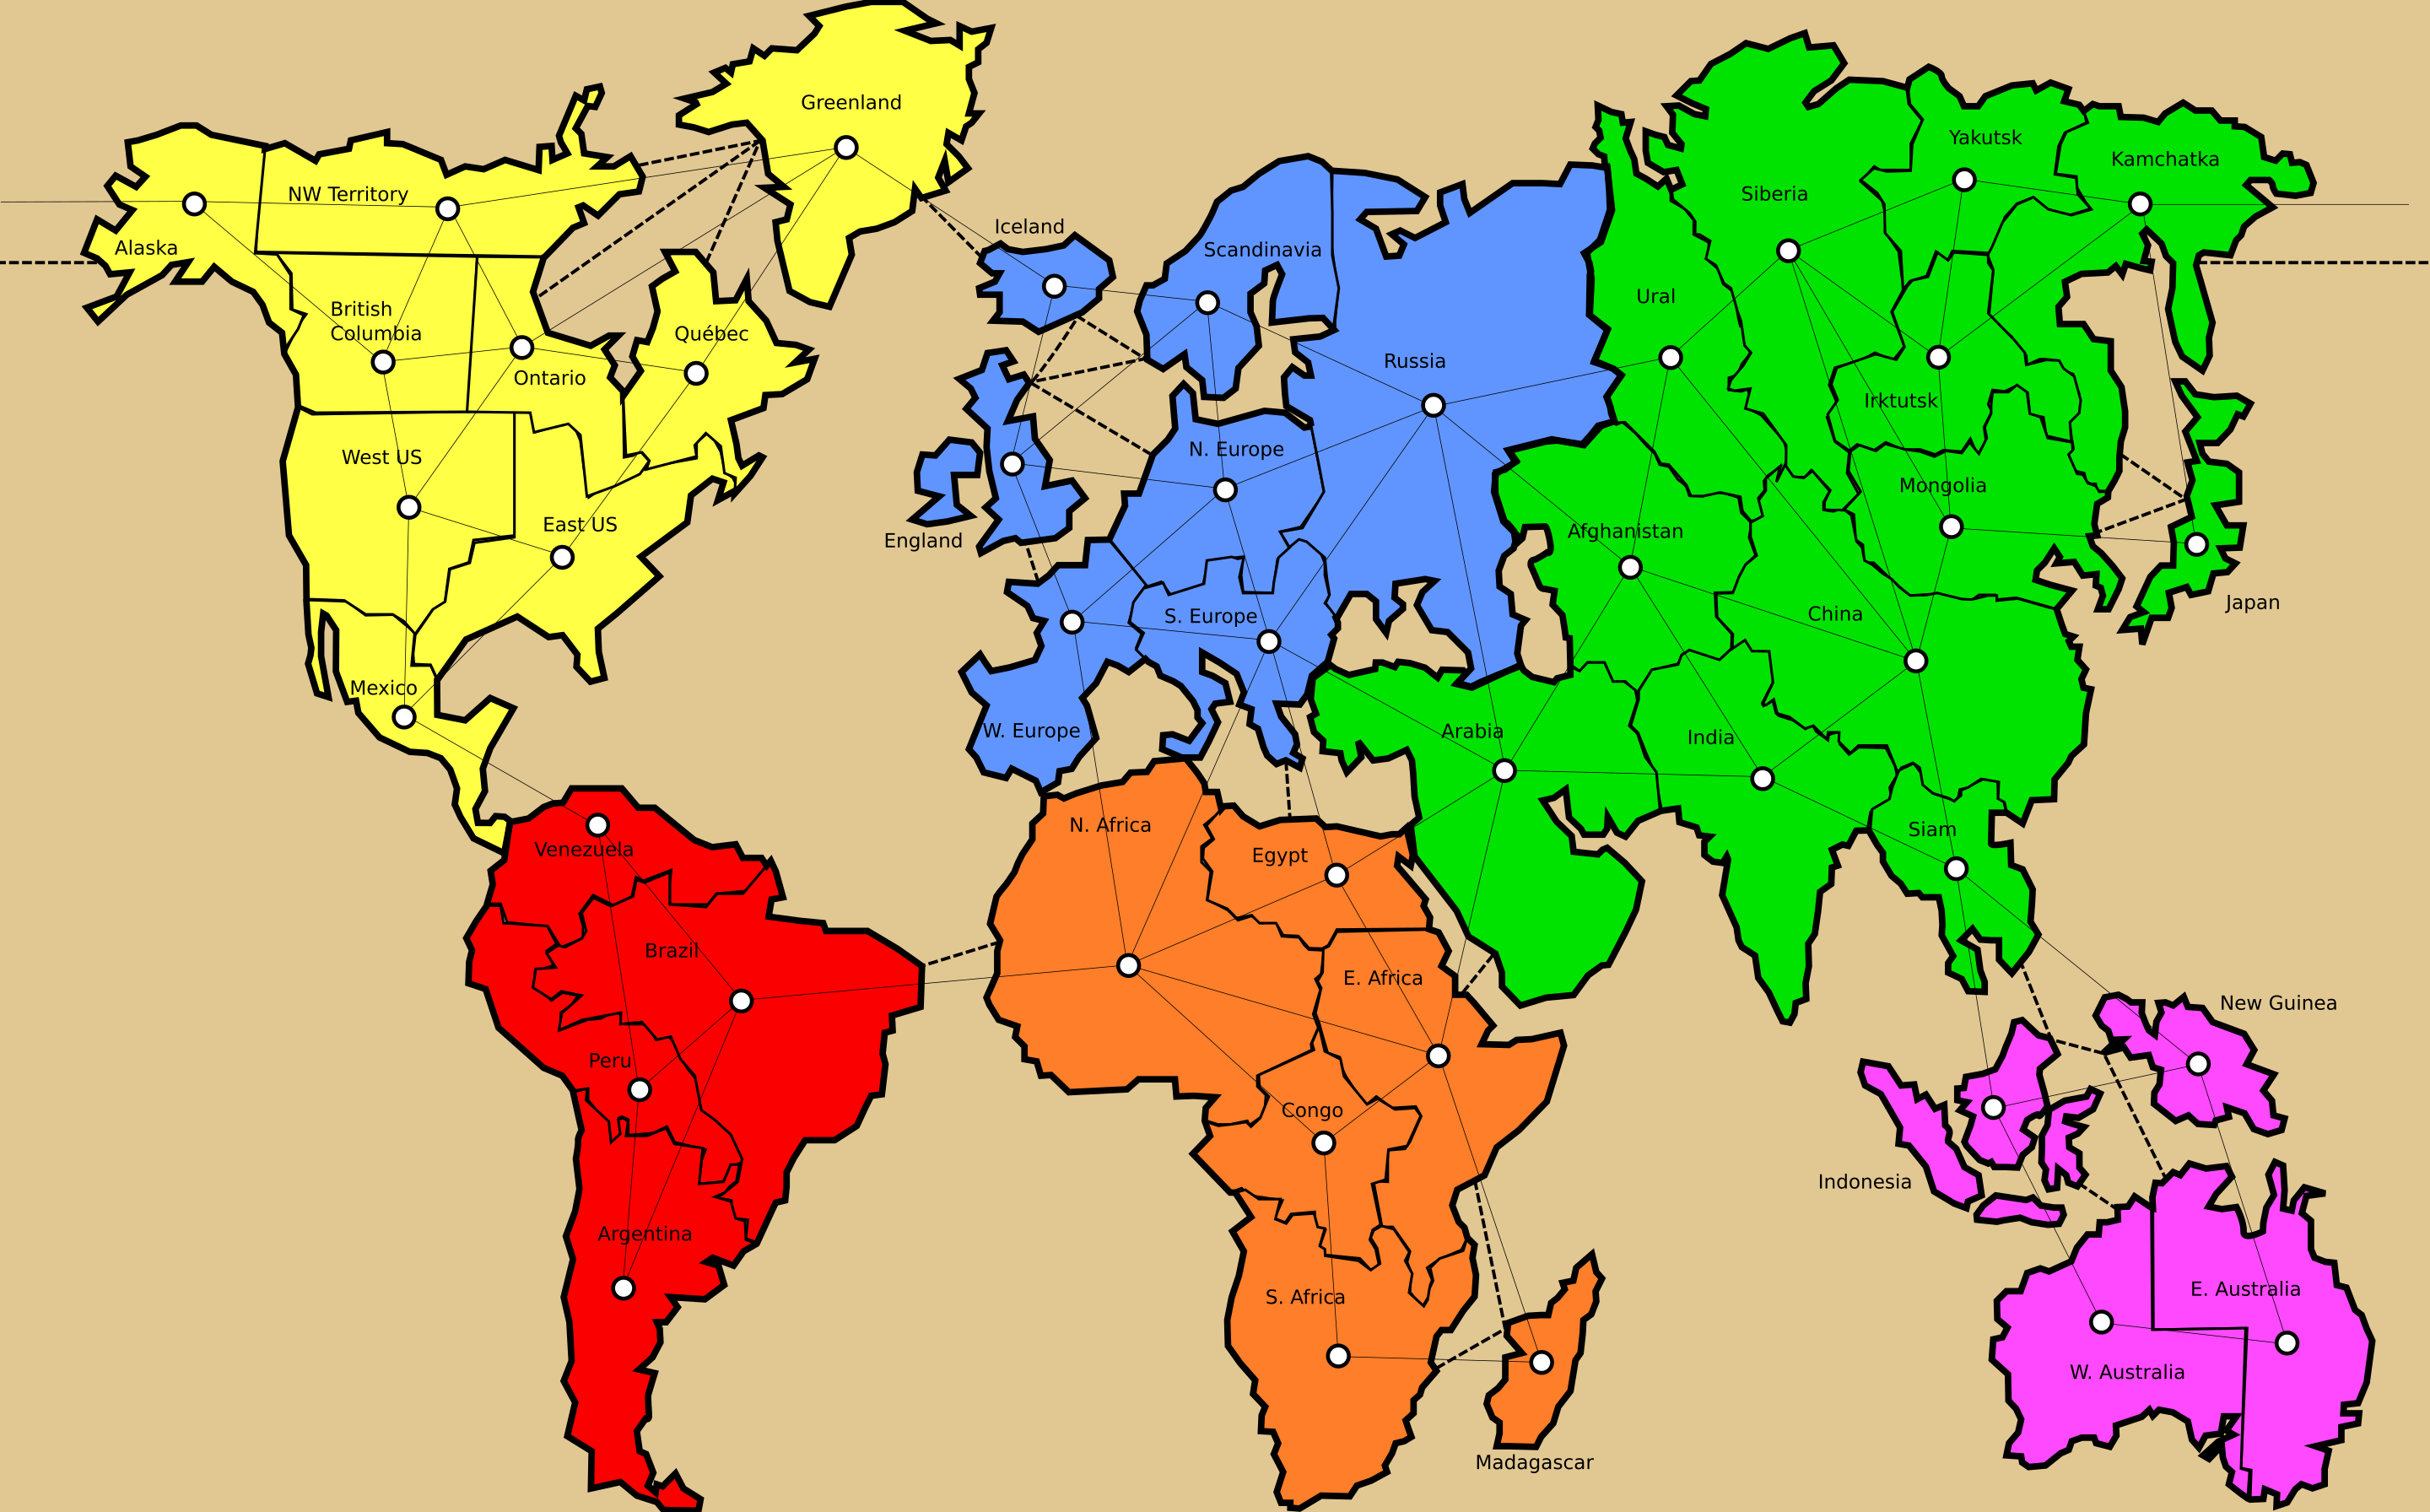 Greenland
Yakutsk
Kamchatka
NW Territory
Siberia
Iceland
Alaska
Scandinavia
Ural
British
Columbia
Québec
Russia
Ontario
Irktutsk
West US
N. Europe
Mongolia
East US
England
Afghanistan
Japan
S. Europe
China
Mexico
W. Europe
Arabia
India
N. Africa
Siam
Venezuela
Egypt
Brazil
E. Africa
New Guinea
Peru
Congo
Indonesia
Argentina
S. Africa
E. Australia
W. Australia
Madagascar